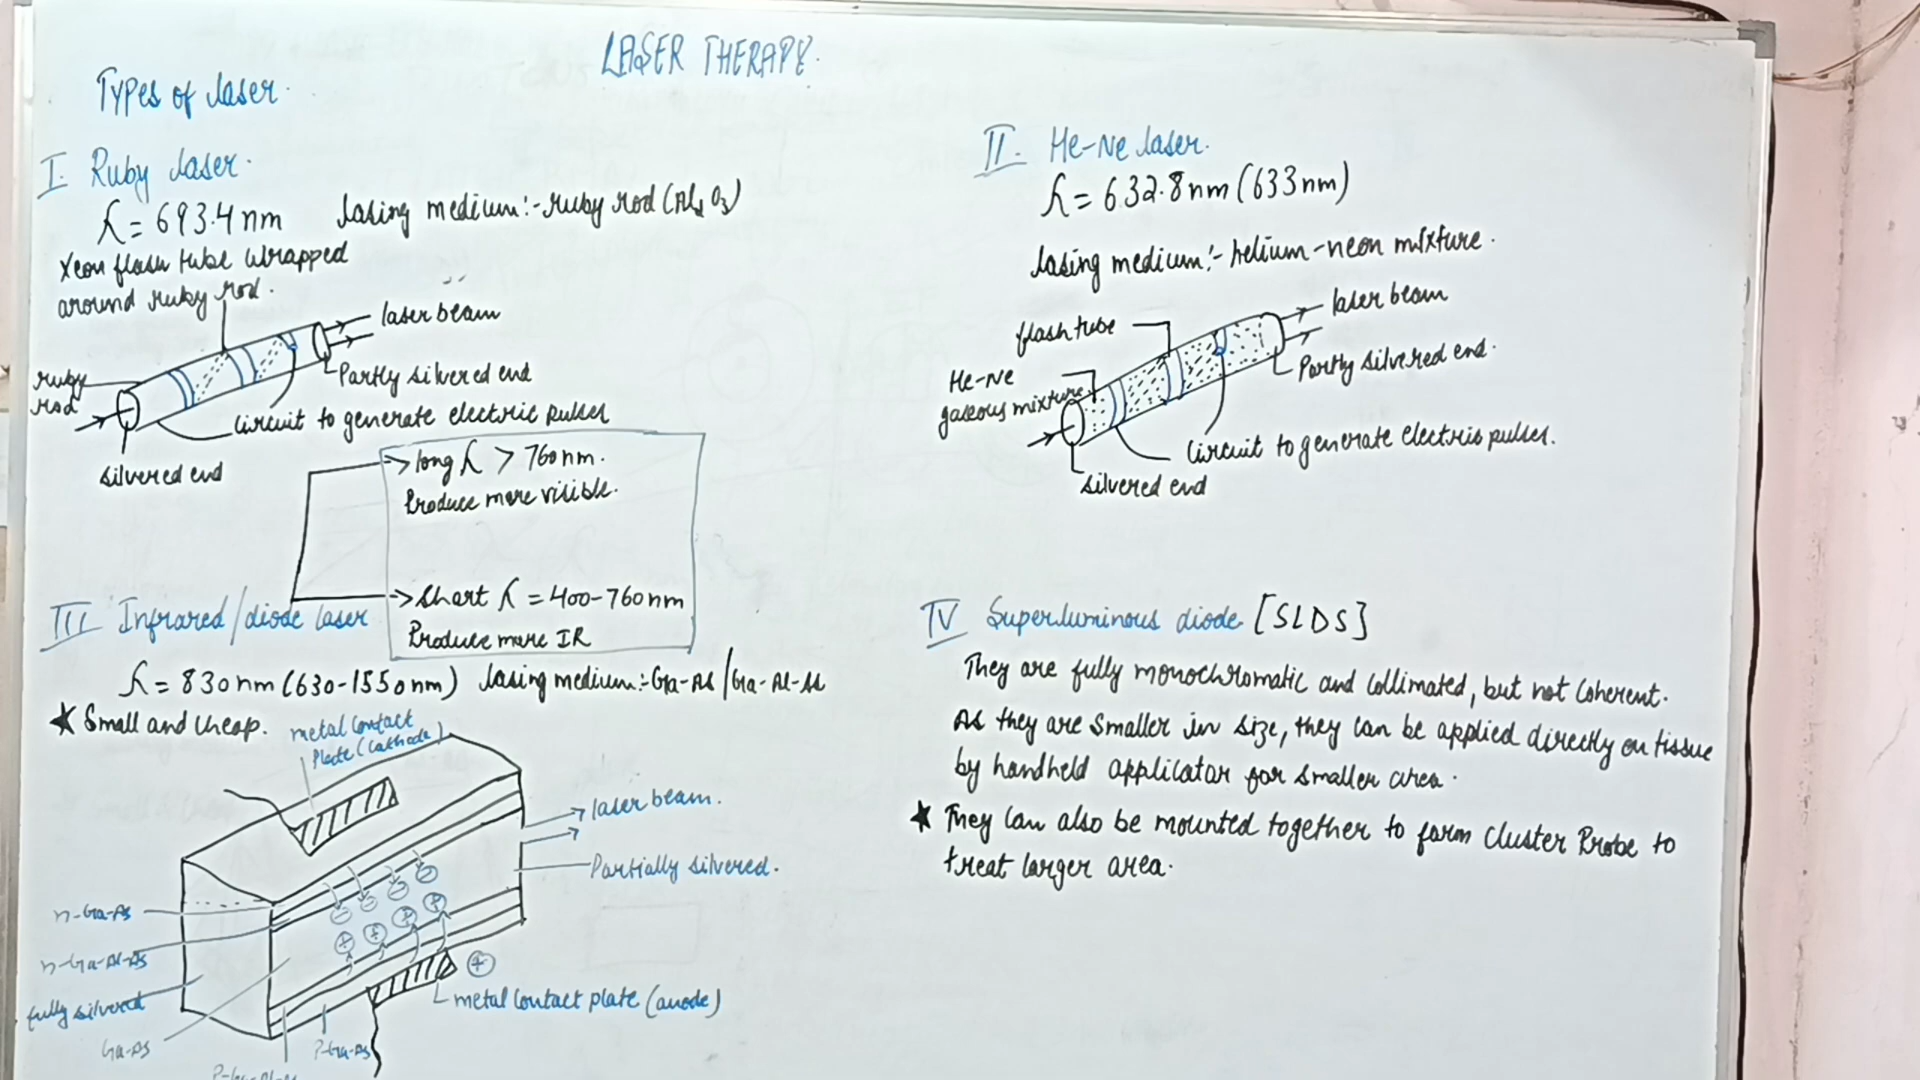 LASER THERAPY.
Types of laser.
I. Ruby laser.
λ = 693.4 nm lasing medium:- ruby rod (Al2 O3)
Xeon flash tube wrapped
around ruby rod.
laser beam
ruby
rod
Partly silvered end
circuit to generate electric pulses
silvered end
→ long λ > 760 nm.
Produce more visible.
→ Short λ = 400-760 nm
Produce more IR
II. He-Ne laser.
λ = 632.8 nm (633 nm)
lasing medium:- helium-neon mixture.
laser beam
flash tube
He-Ne
gaseous mixture
Partly silvered end.
circuit to generate electric pulses.
silvered end
III Infrared/diode laser
λ = 830 nm (630-1550 nm) lasing medium:- Ga-As/Ga-Al-As
★ Small and cheap.
metal contact
plate (cathode)
laser beam.
Partially silvered.
n-Ga-As
n-Ga-Al-As
fully silvered
Ga-As
P-Ga-Al-As
P-Ga-As
+
metal contact plate (anode)
IV Superluminous diode [SLDS]
They are fully monochromatic and collimated, but not coherent.
As they are smaller in size, they can be applied directly on tissue
by handheld applicator for smaller area.
★ They can also be mounted together to form cluster Probe to
treat larger area.